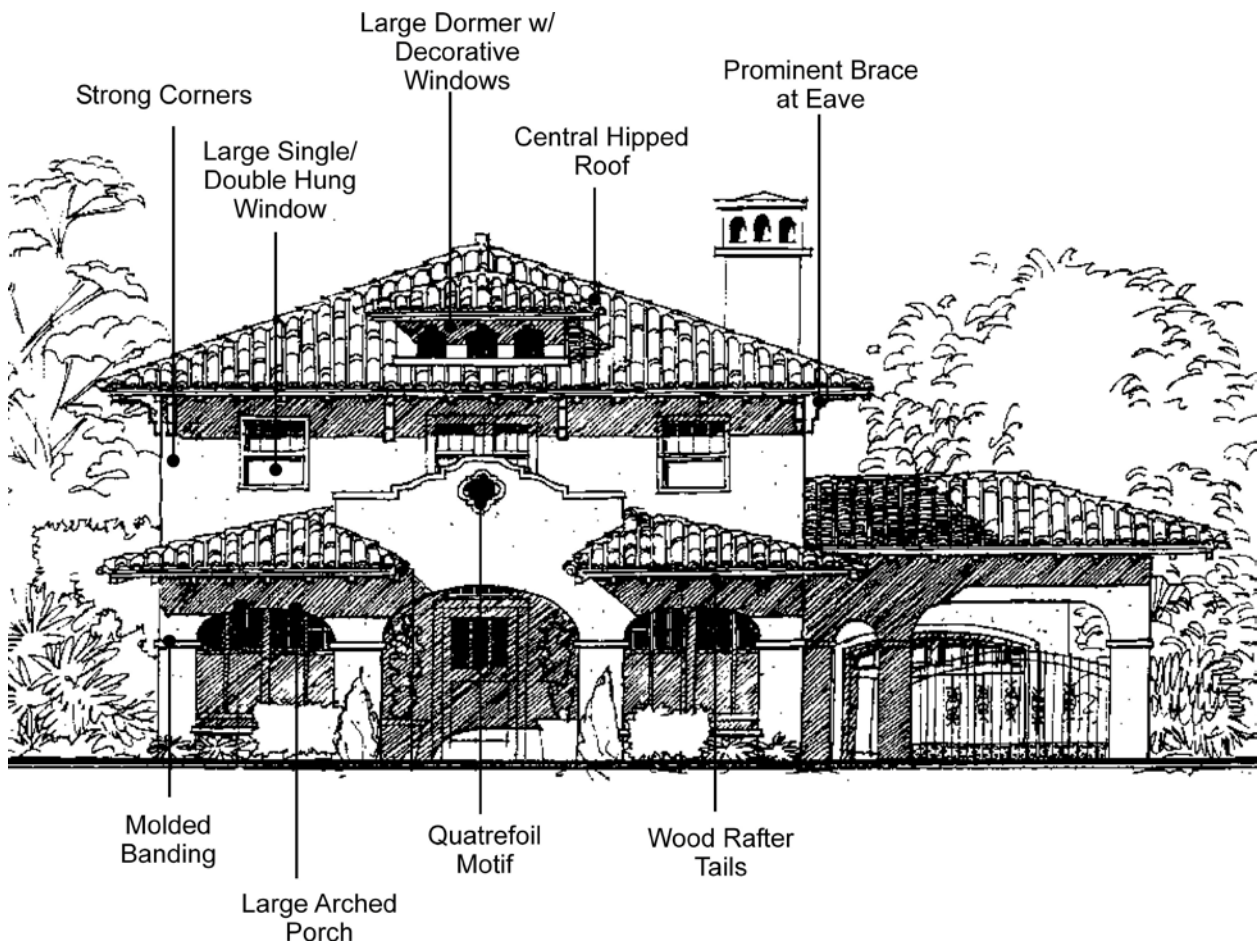 Large Dormer w/
Decorative
Windows
Prominent Brace
at Eave
Strong Corners
Central Hipped
Roof
Large Single/
Double Hung
Window
Molded
Banding
Quatrefoil
Motif
Wood Rafter
Tails
Large Arched
Porch